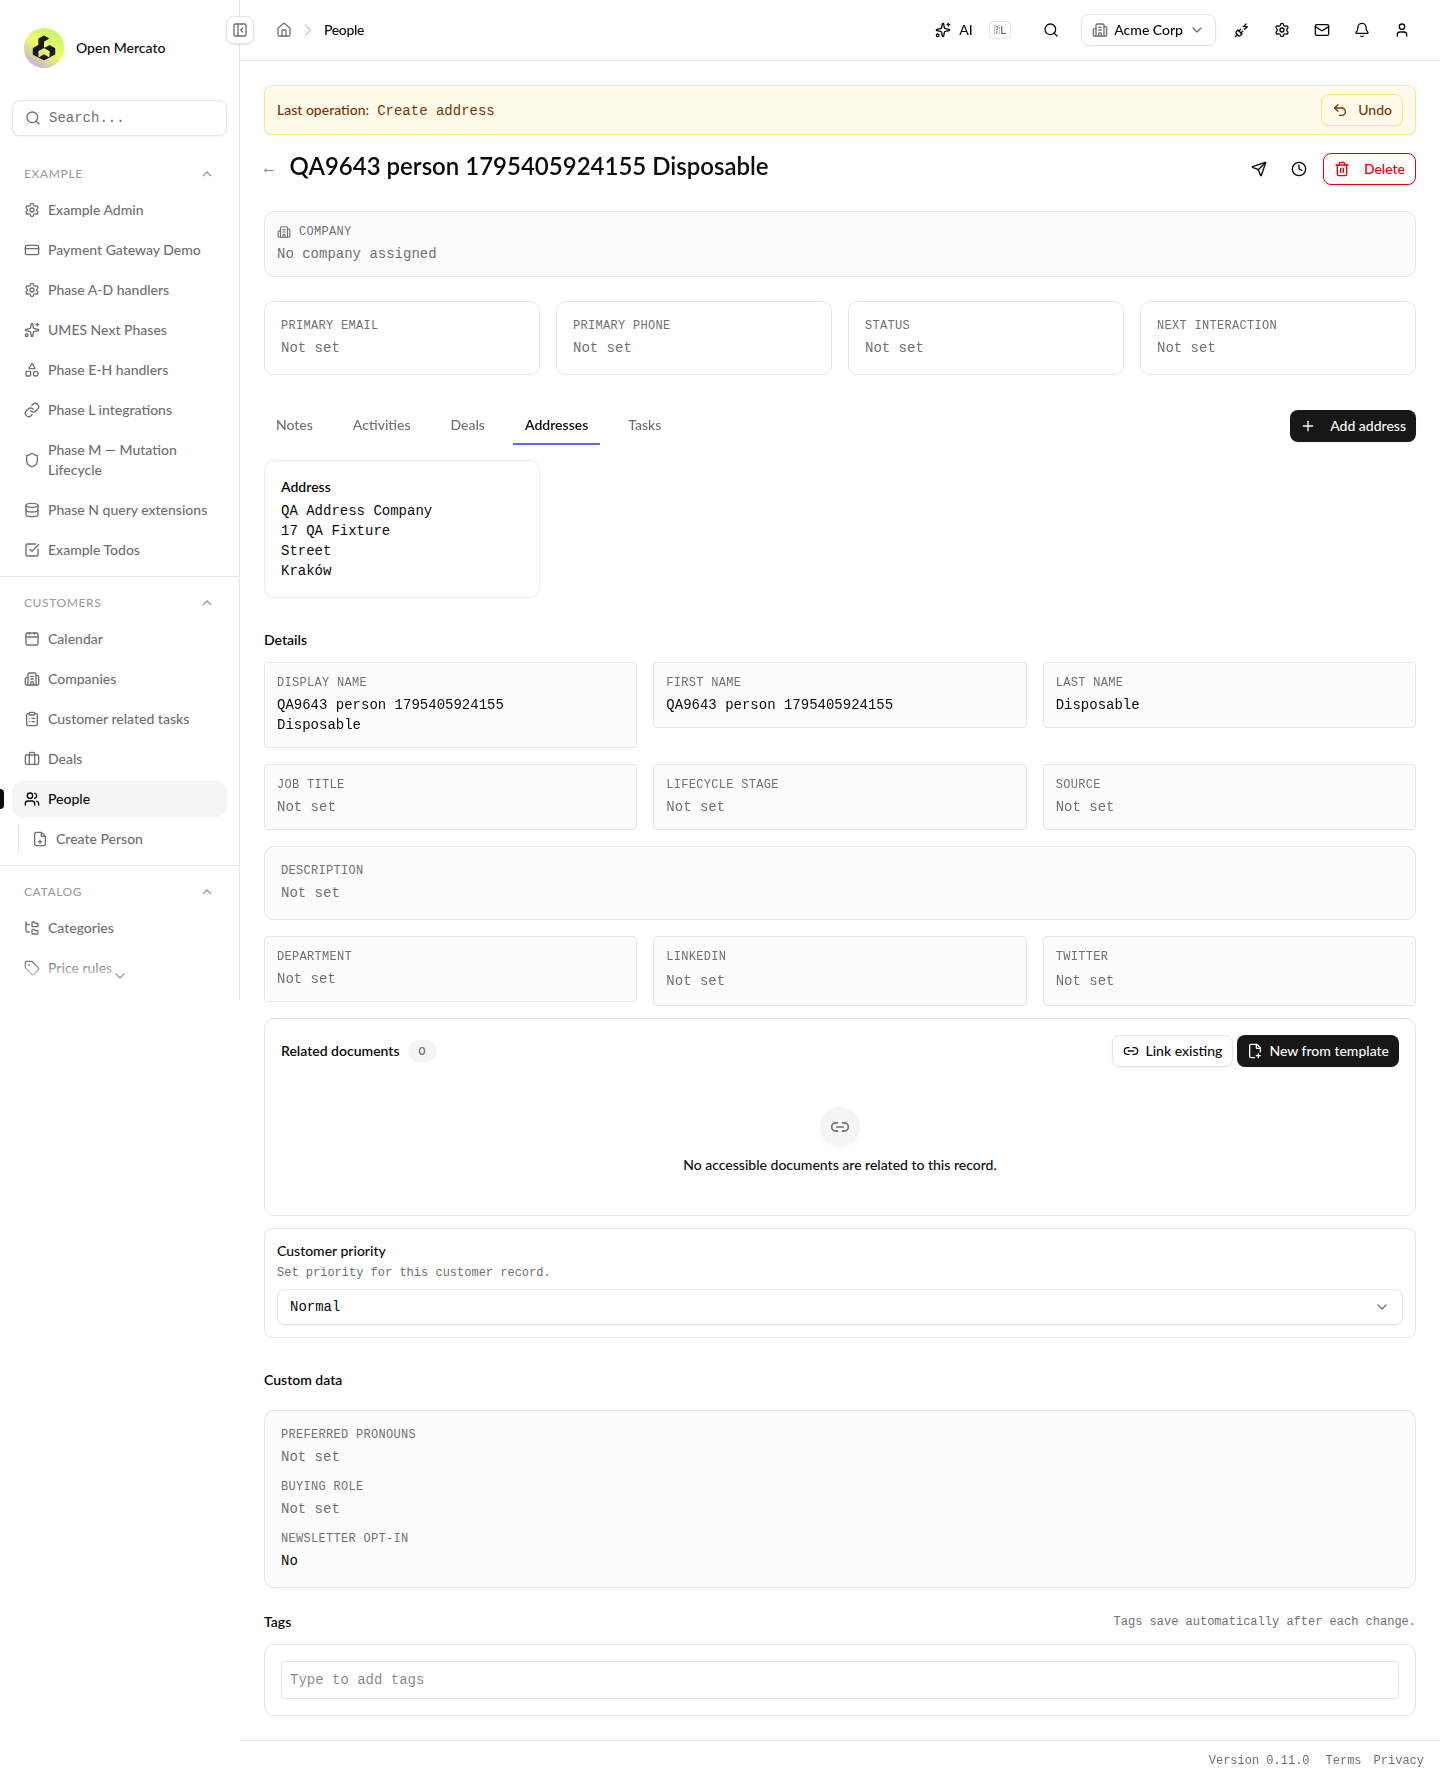 Open Mercato
People
AI
L
Acme Corp
Search...
Last operation: Create address
Undo
← QA9643 person 1795405924155 Disposable
Delete
EXAMPLE
Example Admin
Payment Gateway Demo
Phase A-D handlers
UMES Next Phases
Phase E-H handlers
Phase L integrations
Phase M — Mutation
Lifecycle
Phase N query extensions
Example Todos
CUSTOMERS
Calendar
Companies
Customer related tasks
Deals
People
Create Person
CATALOG
Categories
Price rules
COMPANY
No company assigned
PRIMARY EMAIL
Not set
PRIMARY PHONE
Not set
STATUS
Not set
NEXT INTERACTION
Not set
Notes Activities Deals Addresses Tasks
Add address
Address
QA Address Company
17 QA Fixture
Street
Kraków
Details
DISPLAY NAME
QA9643 person 1795405924155
Disposable
FIRST NAME
QA9643 person 1795405924155
LAST NAME
Disposable
JOB TITLE
Not set
LIFECYCLE STAGE
Not set
SOURCE
Not set
DESCRIPTION
Not set
DEPARTMENT
Not set
LINKEDIN
Not set
TWITTER
Not set
Related documents 0
Link existing
New from template
No accessible documents are related to this record.
Customer priority
Set priority for this customer record.
Normal
Custom data
PREFERRED PRONOUNS
Not set
BUYING ROLE
Not set
NEWSLETTER OPT-IN
No
Tags
Tags save automatically after each change.
Type to add tags
Version 0.11.0 Terms Privacy